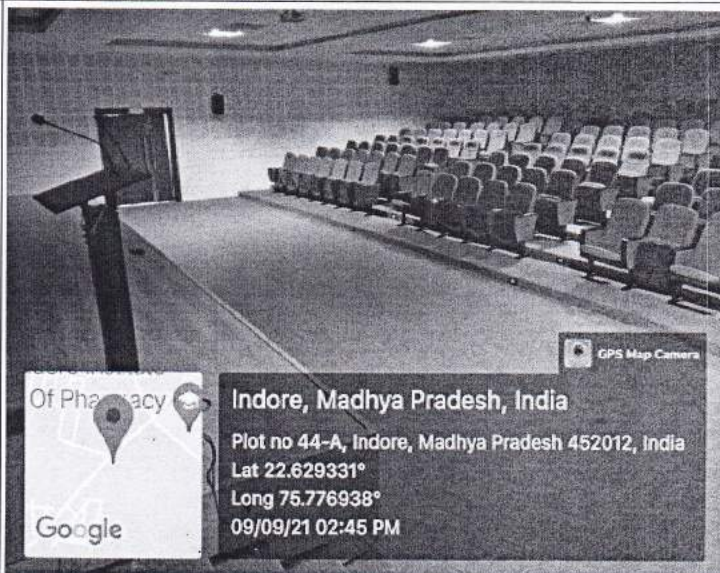 GPS Map Camera
Of Pharmacy
Google
Indore, Madhya Pradesh, India
Plot no 44-A, Indore, Madhya Pradesh 452012, India
Lat 22.629331°
Long 75.776938°
09/09/21 02:45 PM